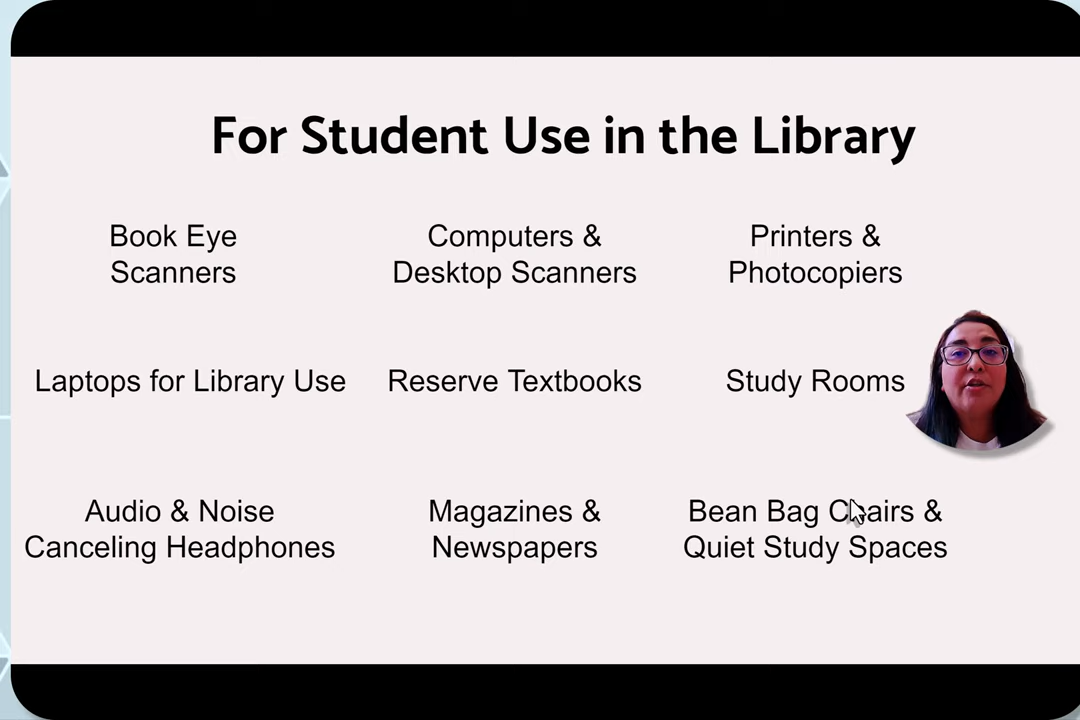 For Student Use in the Library
Book Eye
Scanners
Computers &
Desktop Scanners
Printers &
Photocopiers
Laptops for Library Use
Reserve Textbooks
Study Rooms
Audio & Noise
Canceling Headphones
Magazines &
Newspapers
Bean Bag Chairs &
Quiet Study Spaces